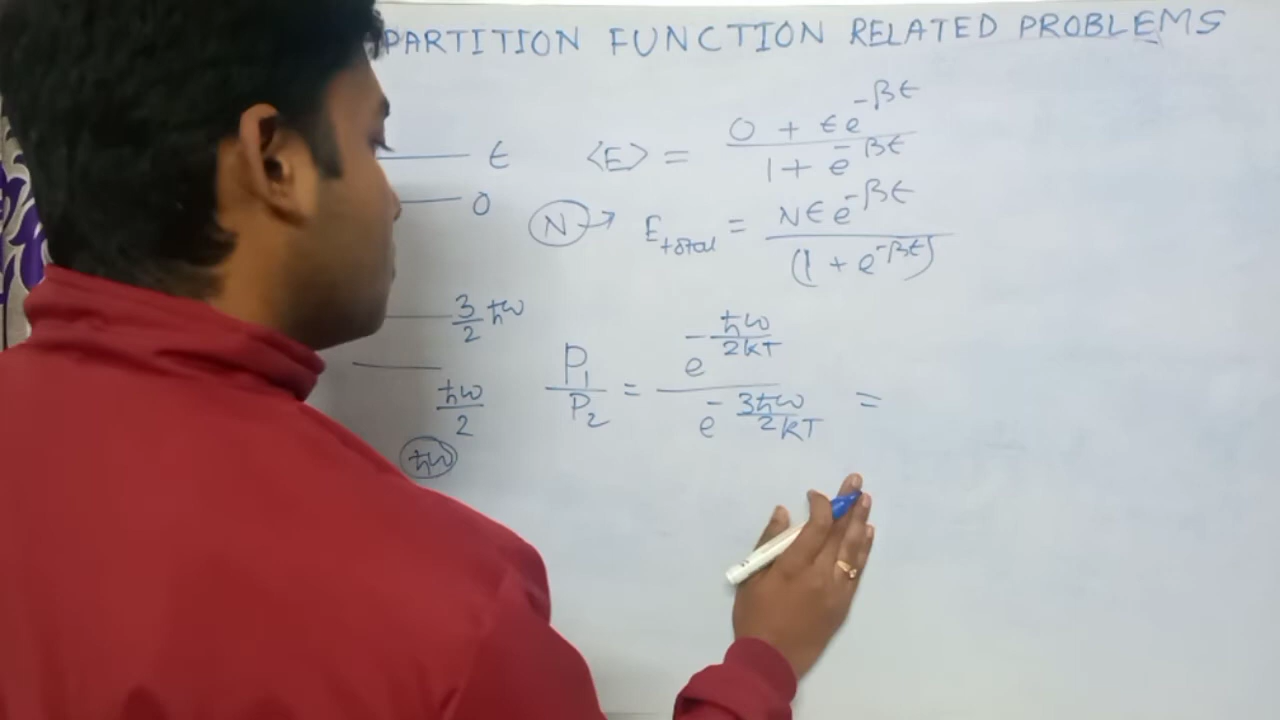 PARTITION FUNCTION RELATED PROBLEMS
ϵ
0
⟨E⟩ = (0 + ϵe^{-βϵ}) / (1 + e^{-βϵ})
N → E_total = Nϵe^{-βϵ} / (1 + e^{-βϵ})
3/2 ħω
ħω/2
P₁/P₂ = e^{-ħω/2kT} / e^{-3ħω/2kT} =
ħω